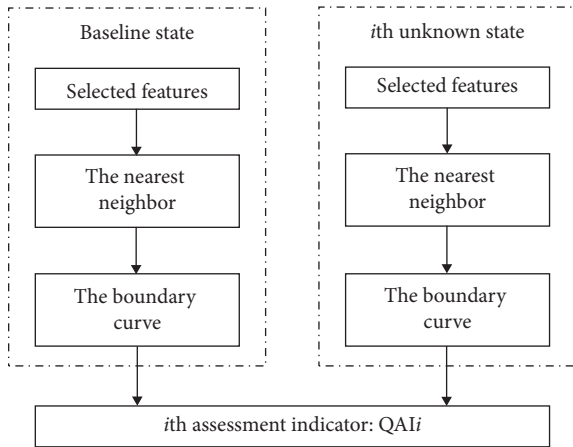 Baseline state
Selected features
The nearest
neighbor
The boundary
curve
ith unknown state
Selected features
The nearest
neighbor
The boundary
curve
ith assessment indicator: QAIi